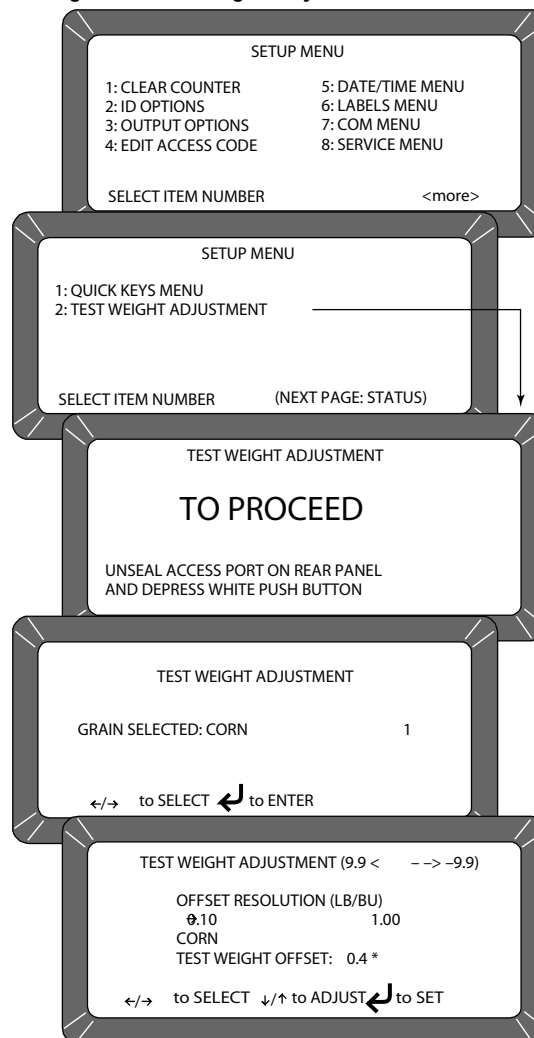 SETUP MENU
1: CLEAR COUNTER 5: DATE/TIME MENU
2: ID OPTIONS 6: LABELS MENU
3: OUTPUT OPTIONS 7: COM MENU
4: EDIT ACCESS CODE 8: SERVICE MENU
SELECT ITEM NUMBER <more>
SETUP MENU
1: QUICK KEYS MENU
2: TEST WEIGHT ADJUSTMENT
SELECT ITEM NUMBER (NEXT PAGE: STATUS)
TEST WEIGHT ADJUSTMENT
TO PROCEED
UNSEAL ACCESS PORT ON REAR PANEL
AND DEPRESS WHITE PUSH BUTTON
TEST WEIGHT ADJUSTMENT
GRAIN SELECTED: CORN 1
←/→ to SELECT ↵ to ENTER
TEST WEIGHT ADJUSTMENT (9.9 < – –> –9.9)
OFFSET RESOLUTION (LB/BU)
0.10 1.00
CORN
TEST WEIGHT OFFSET: 0.4 *
←/→ to SELECT ↓/↑ to ADJUST ↵ to SET